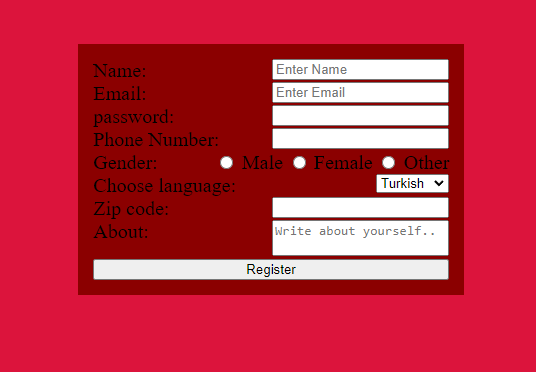 Name: Enter Name
Email: Enter Email
password:
Phone Number:
Gender: Male Female Other
Choose language: Turkish
Zip code:
About: Write about yourself..
Register